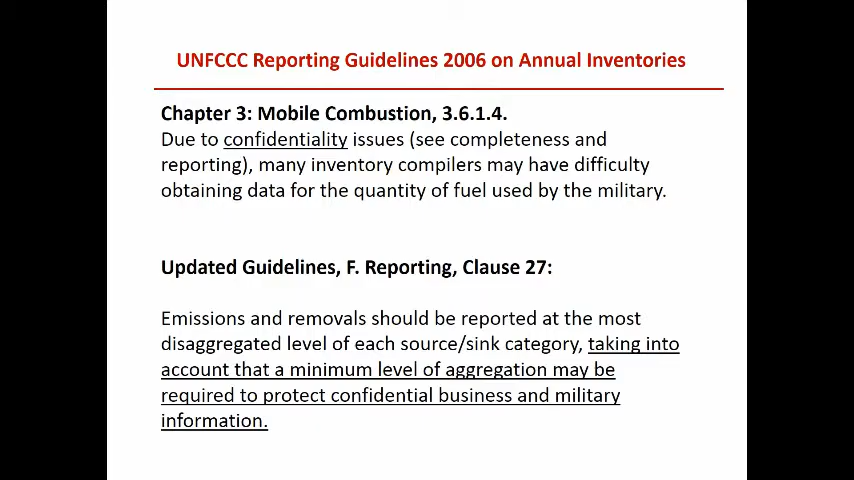 UNFCCC Reporting Guidelines 2006 on Annual Inventories
Chapter 3: Mobile Combustion, 3.6.1.4.
Due to confidentiality issues (see completeness and
reporting), many inventory compilers may have difficulty
obtaining data for the quantity of fuel used by the military.
Updated Guidelines, F. Reporting, Clause 27:
Emissions and removals should be reported at the most
disaggregated level of each source/sink category, taking into
account that a minimum level of aggregation may be
required to protect confidential business and military
information.